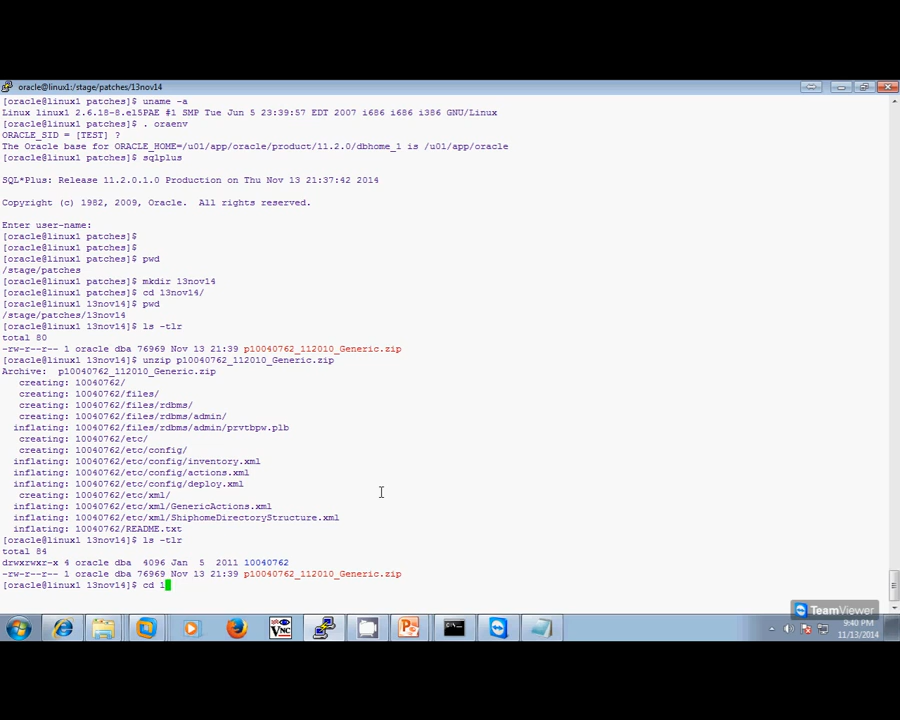 oracle@linux1:/stage/patches/13nov14
[oracle@linux1 patches]$ uname -a
Linux linux1 2.6.18-8.el5PAE #1 SMP Tue Jun 5 23:39:57 EDT 2007 i686 i686 i386 GNU/Linux
[oracle@linux1 patches]$ . oraenv
ORACLE_SID = [TEST] ?
The Oracle base for ORACLE_HOME=/u01/app/oracle/product/11.2.0/dbhome_1 is /u01/app/oracle
[oracle@linux1 patches]$ sqlplus
SQL*Plus: Release 11.2.0.1.0 Production on Thu Nov 13 21:37:42 2014
Copyright (c) 1982, 2009, Oracle.  All rights reserved.
Enter user-name:
[oracle@linux1 patches]$
[oracle@linux1 patches]$
[oracle@linux1 patches]$ pwd
/stage/patches
[oracle@linux1 patches]$ mkdir 13nov14
[oracle@linux1 patches]$ cd 13nov14/
[oracle@linux1 13nov14]$ pwd
/stage/patches/13nov14
[oracle@linux1 13nov14]$ ls -tlr
total 80
-rw-r--r-- 1 oracle dba 76969 Nov 13 21:39 p10040762_112010_Generic.zip
[oracle@linux1 13nov14]$ unzip p10040762_112010_Generic.zip
Archive:  p10040762_112010_Generic.zip
   creating: 10040762/
   creating: 10040762/files/
   creating: 10040762/files/rdbms/
   creating: 10040762/files/rdbms/admin/
  inflating: 10040762/files/rdbms/admin/prvtbpw.plb
   creating: 10040762/etc/
   creating: 10040762/etc/config/
  inflating: 10040762/etc/config/inventory.xml
  inflating: 10040762/etc/config/actions.xml
  inflating: 10040762/etc/config/deploy.xml
   creating: 10040762/etc/xml/
  inflating: 10040762/etc/xml/GenericActions.xml
  inflating: 10040762/etc/xml/ShiphomeDirectoryStructure.xml
  inflating: 10040762/README.txt
[oracle@linux1 13nov14]$ ls -tlr
total 84
drwxrwxr-x 4 oracle dba  4096 Jan  5  2011 10040762
-rw-r--r-- 1 oracle dba 76969 Nov 13 21:39 p10040762_112010_Generic.zip
[oracle@linux1 13nov14]$ cd 1
TeamViewer
VNC
9:40 PM
11/13/2014